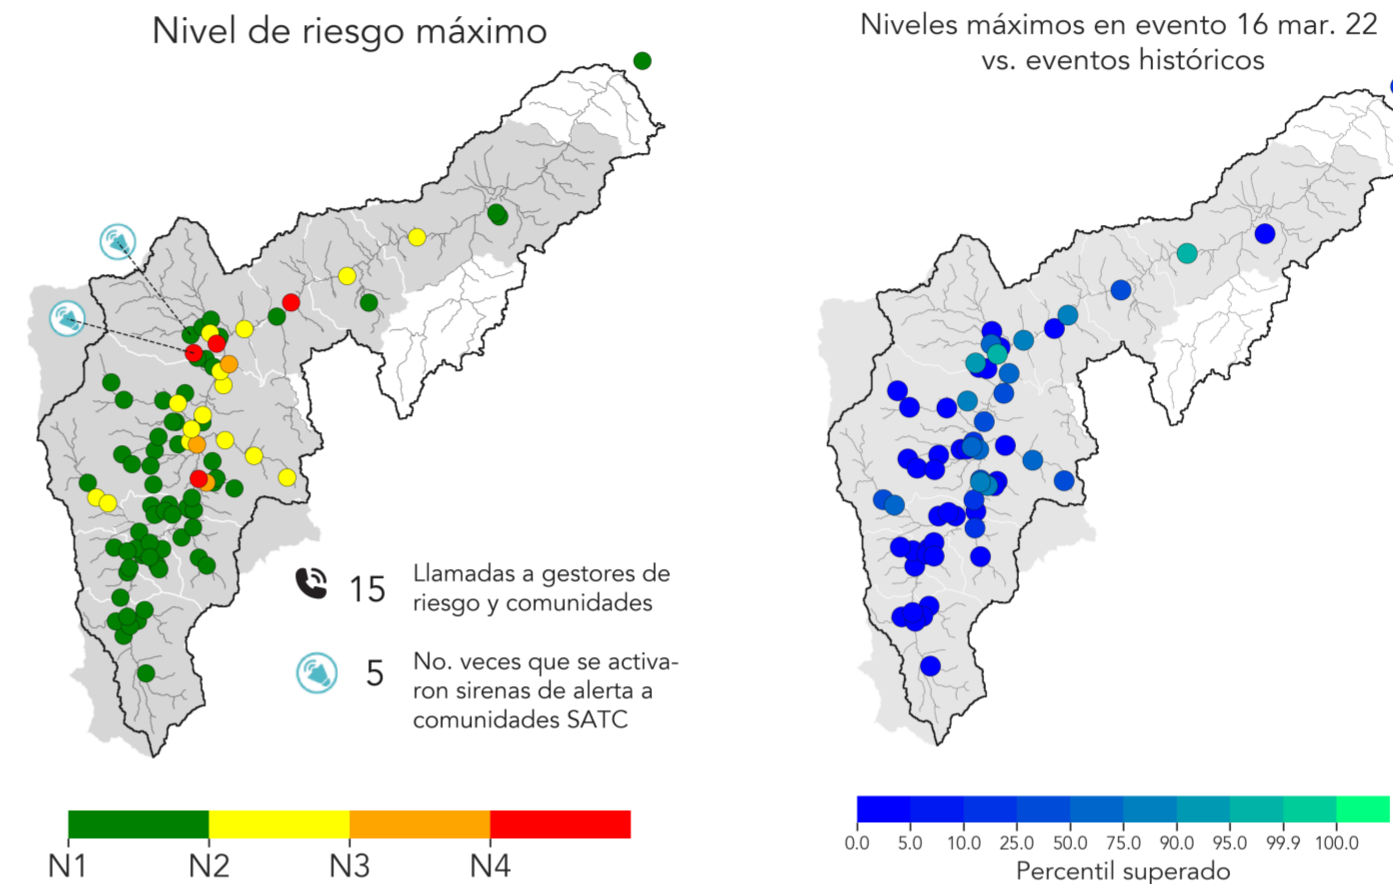 Nivel de riesgo máximo
15
Llamadas a gestores de
riesgo y comunidades
5
No. veces que se activa-
ron sirenas de alerta a
comunidades SATC
N1 N2 N3 N4
Niveles máximos en evento 16 mar. 22
vs. eventos históricos
0.0 5.0 10.0 25.0 50.0 75.0 90.0 95.0 99.9 100.0
Percentil superado